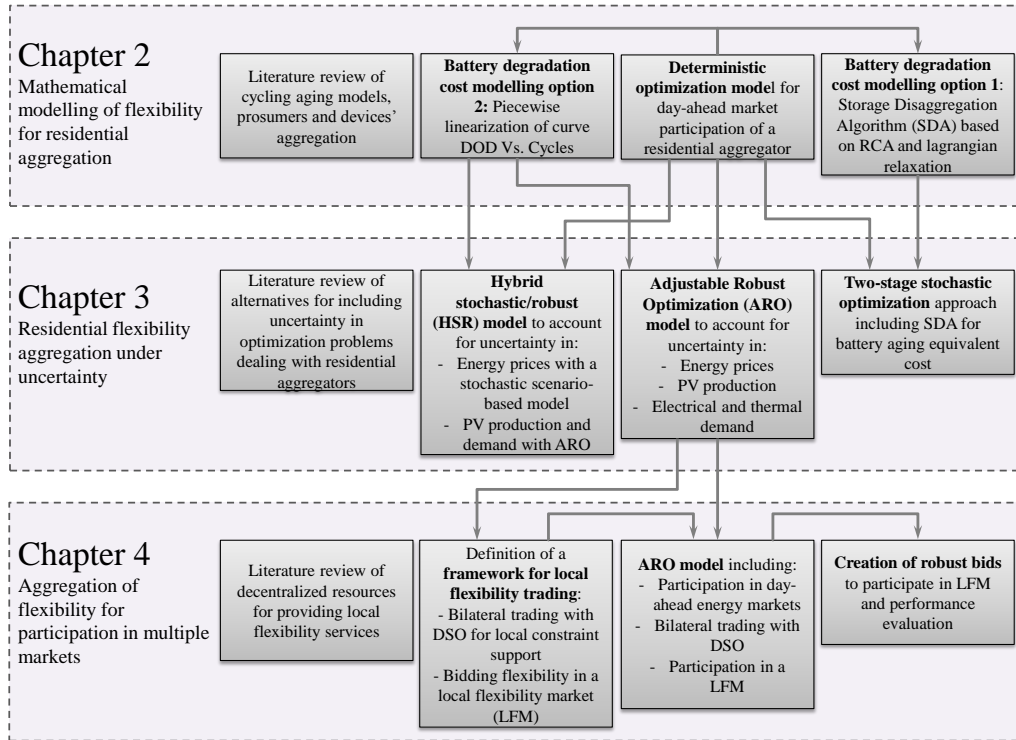 Chapter 2
Mathematical
modelling of flexibility
for residential
aggregation
Literature review of
cycling aging models,
prosumers and devices’
aggregation
Battery degradation
cost modelling option
2: Piecewise
linearization of curve
DOD Vs. Cycles
Deterministic
optimization model for
day-ahead market
participation of a
residential aggregator
Battery degradation
cost modelling option 1:
Storage Disaggregation
Algorithm (SDA) based
on RCA and lagrangian
relaxation
Chapter 3
Residential flexibility
aggregation under
uncertainty
Literature review of
alternatives for including
uncertainty in
optimization problems
dealing with residential
aggregators
Hybrid
stochastic/robust
(HSR) model to account
for uncertainty in:
- Energy prices with a
stochastic scenario-
based model
- PV production and
demand with ARO
Adjustable Robust
Optimization (ARO)
model to account for
uncertainty in:
- Energy prices
- PV production
- Electrical and thermal
demand
Two-stage stochastic
optimization approach
including SDA for
battery aging equivalent
cost
Chapter 4
Aggregation of
flexibility for
participation in multiple
markets
Literature review of
decentralized resources
for providing local
flexibility services
Definition of a
framework for local
flexibility trading:
- Bilateral trading with
DSO for local constraint
support
- Bidding flexibility in a
local flexibility market
(LFM)
ARO model including:
- Participation in day-
ahead energy markets
- Bilateral trading with
DSO
- Participation in a
LFM
Creation of robust bids
to participate in LFM
and performance
evaluation